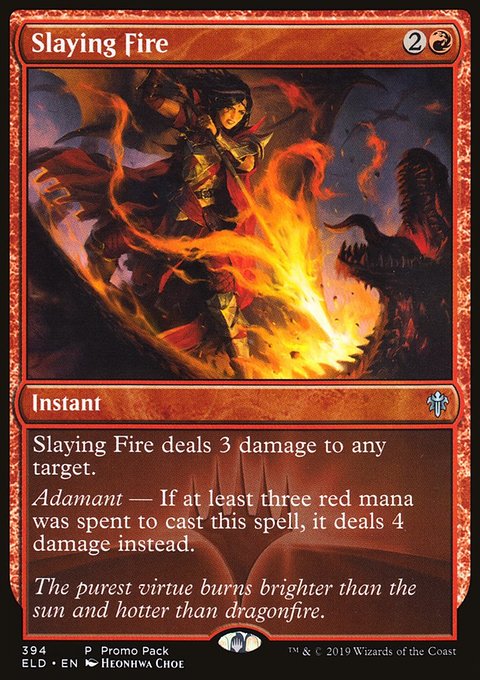 Slaying Fire
2
Instant
Slaying Fire deals 3 damage to any
target.
Adamant — If at least three red mana
was spent to cast this spell, it deals 4
damage instead.
The purest virtue burns brighter than the
sun and hotter than dragonfire.
394 P Promo Pack
ELD • EN Heonhwa Choe
™ & © 2019 Wizards of the Coast